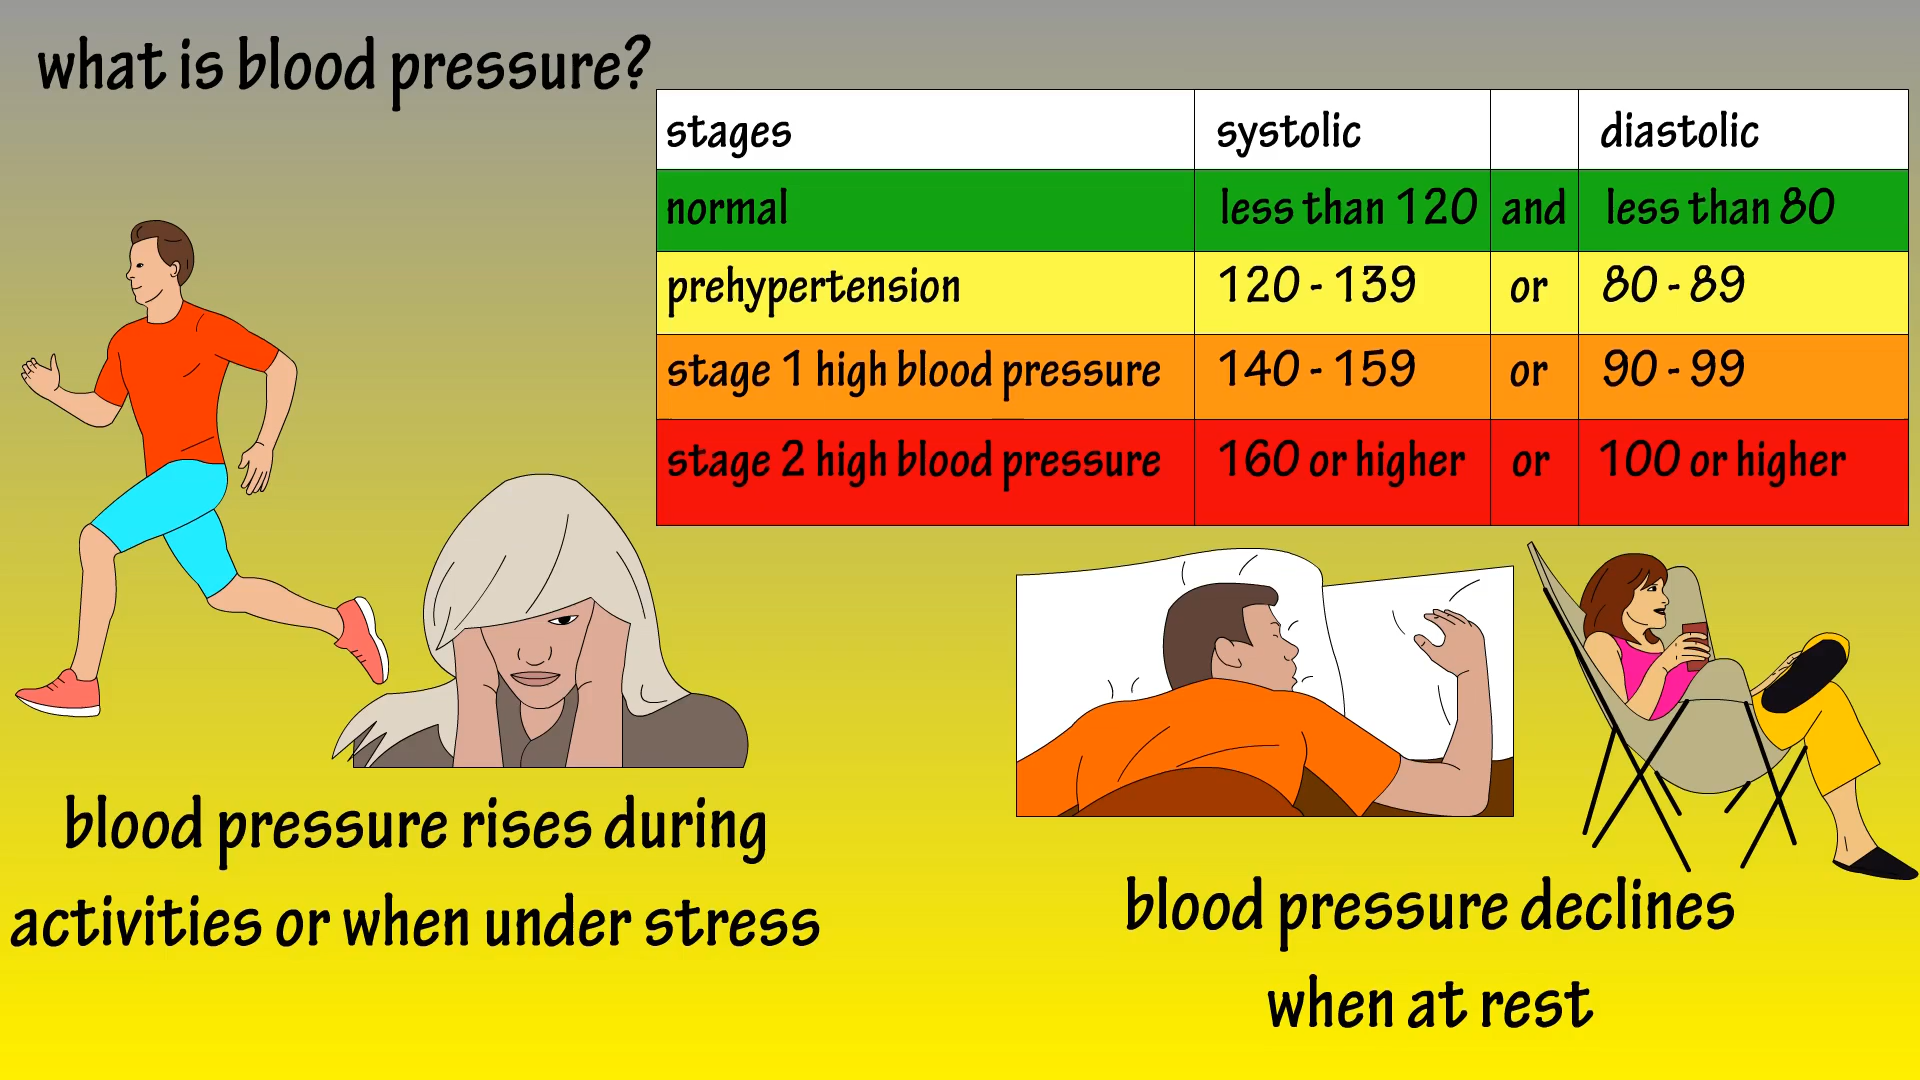 what is blood pressure?
stages systolic diastolic
normal less than 120 and less than 80
prehypertension 120 - 139 or 80 - 89
stage 1 high blood pressure 140 - 159 or 90 - 99
stage 2 high blood pressure 160 or higher or 100 or higher
blood pressure rises during
activities or when under stress
blood pressure declines
when at rest